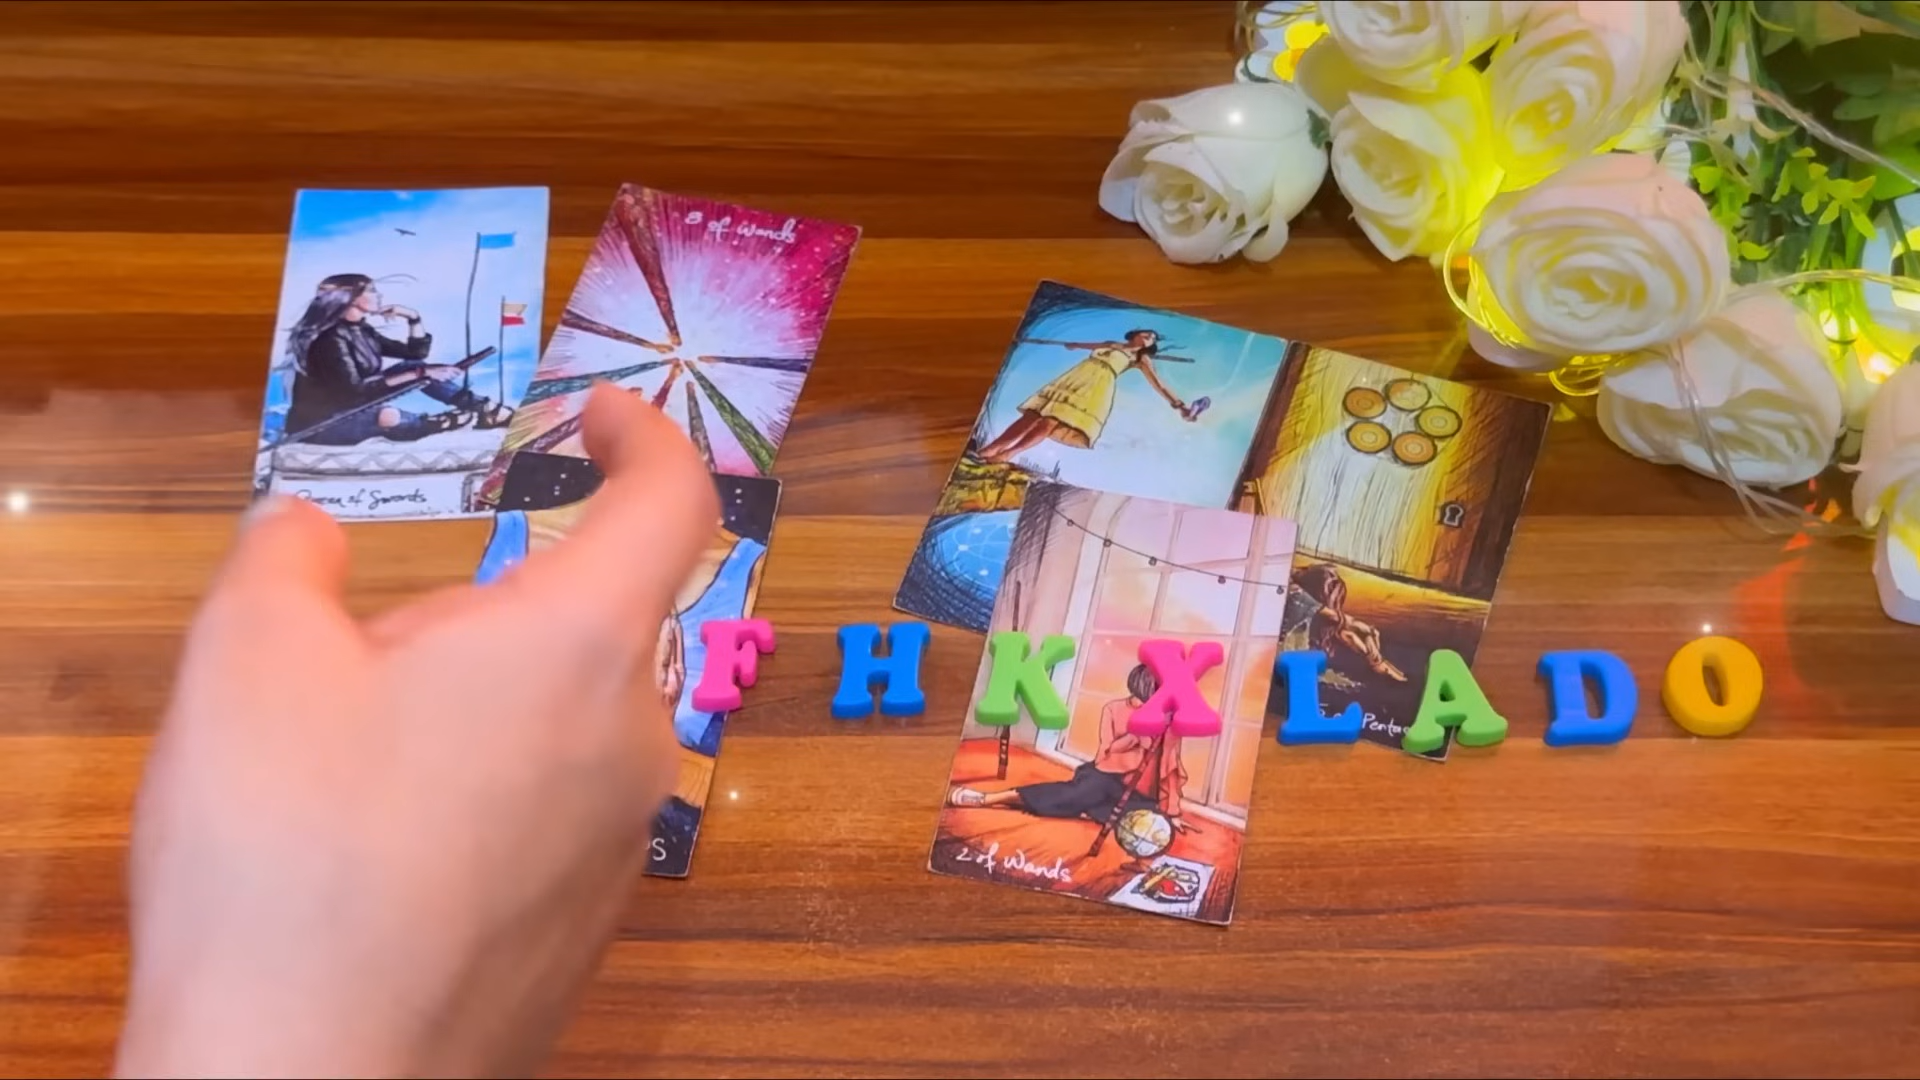 8 of Wands
Queen of Swords
F H K X L A D O
2 of Wands